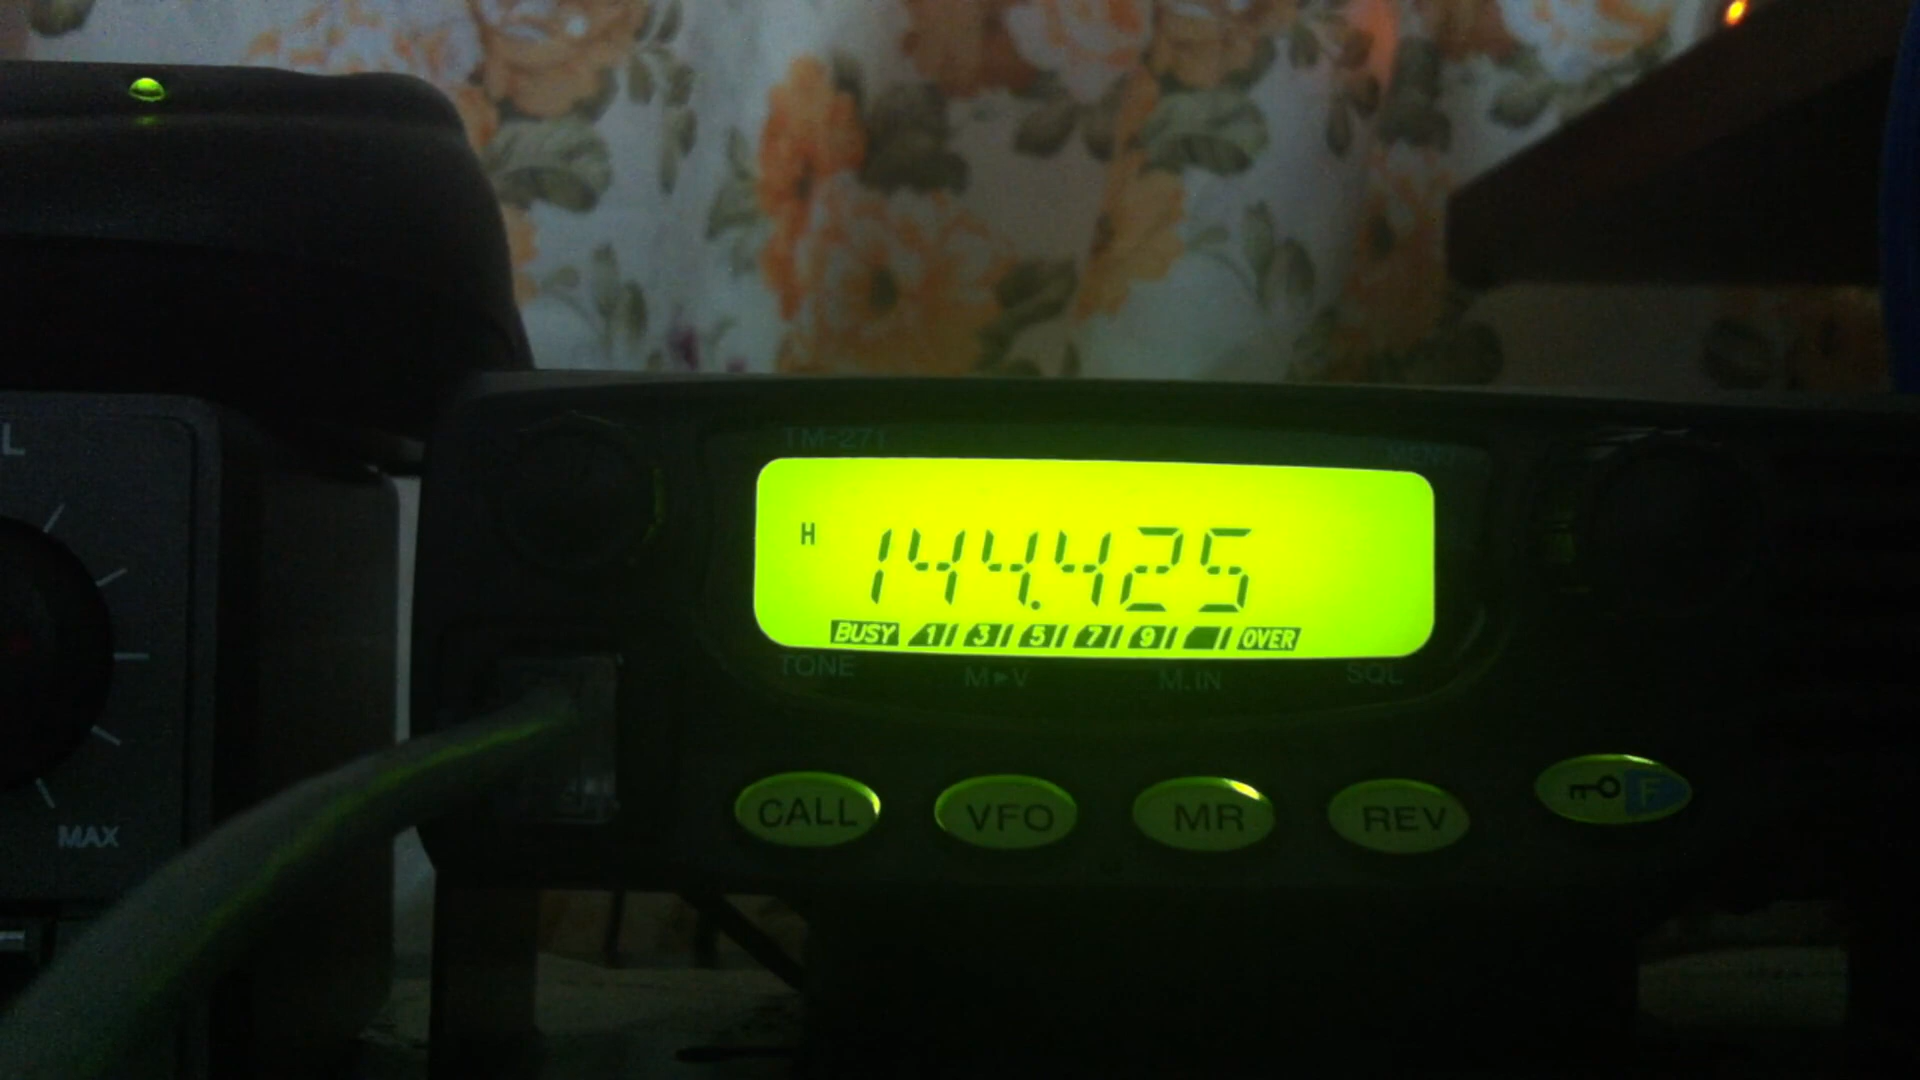 TM-271
MENU
H
144.425
BUSY 1 3 5 7 9 OVER
TONE M►V M.IN SQL
CALL VFO MR REV F
L
MAX